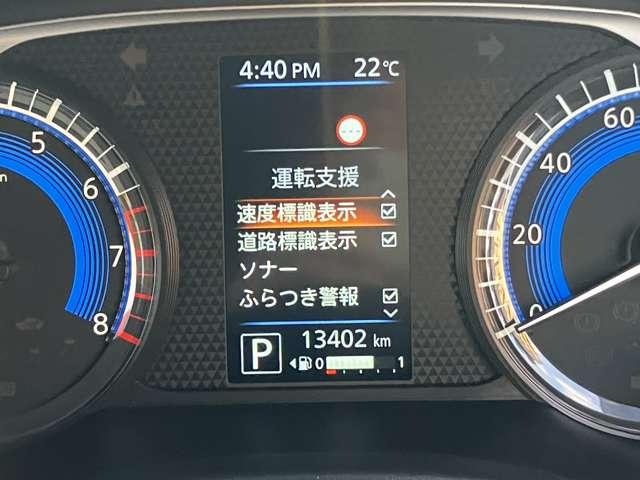 4:40 PM 22℃
---
運転支援
速度標識表示
道路標識表示
ソナー
ふらつき警報
13402 km
P
0 1
5
6
7
8
60
40
20
0